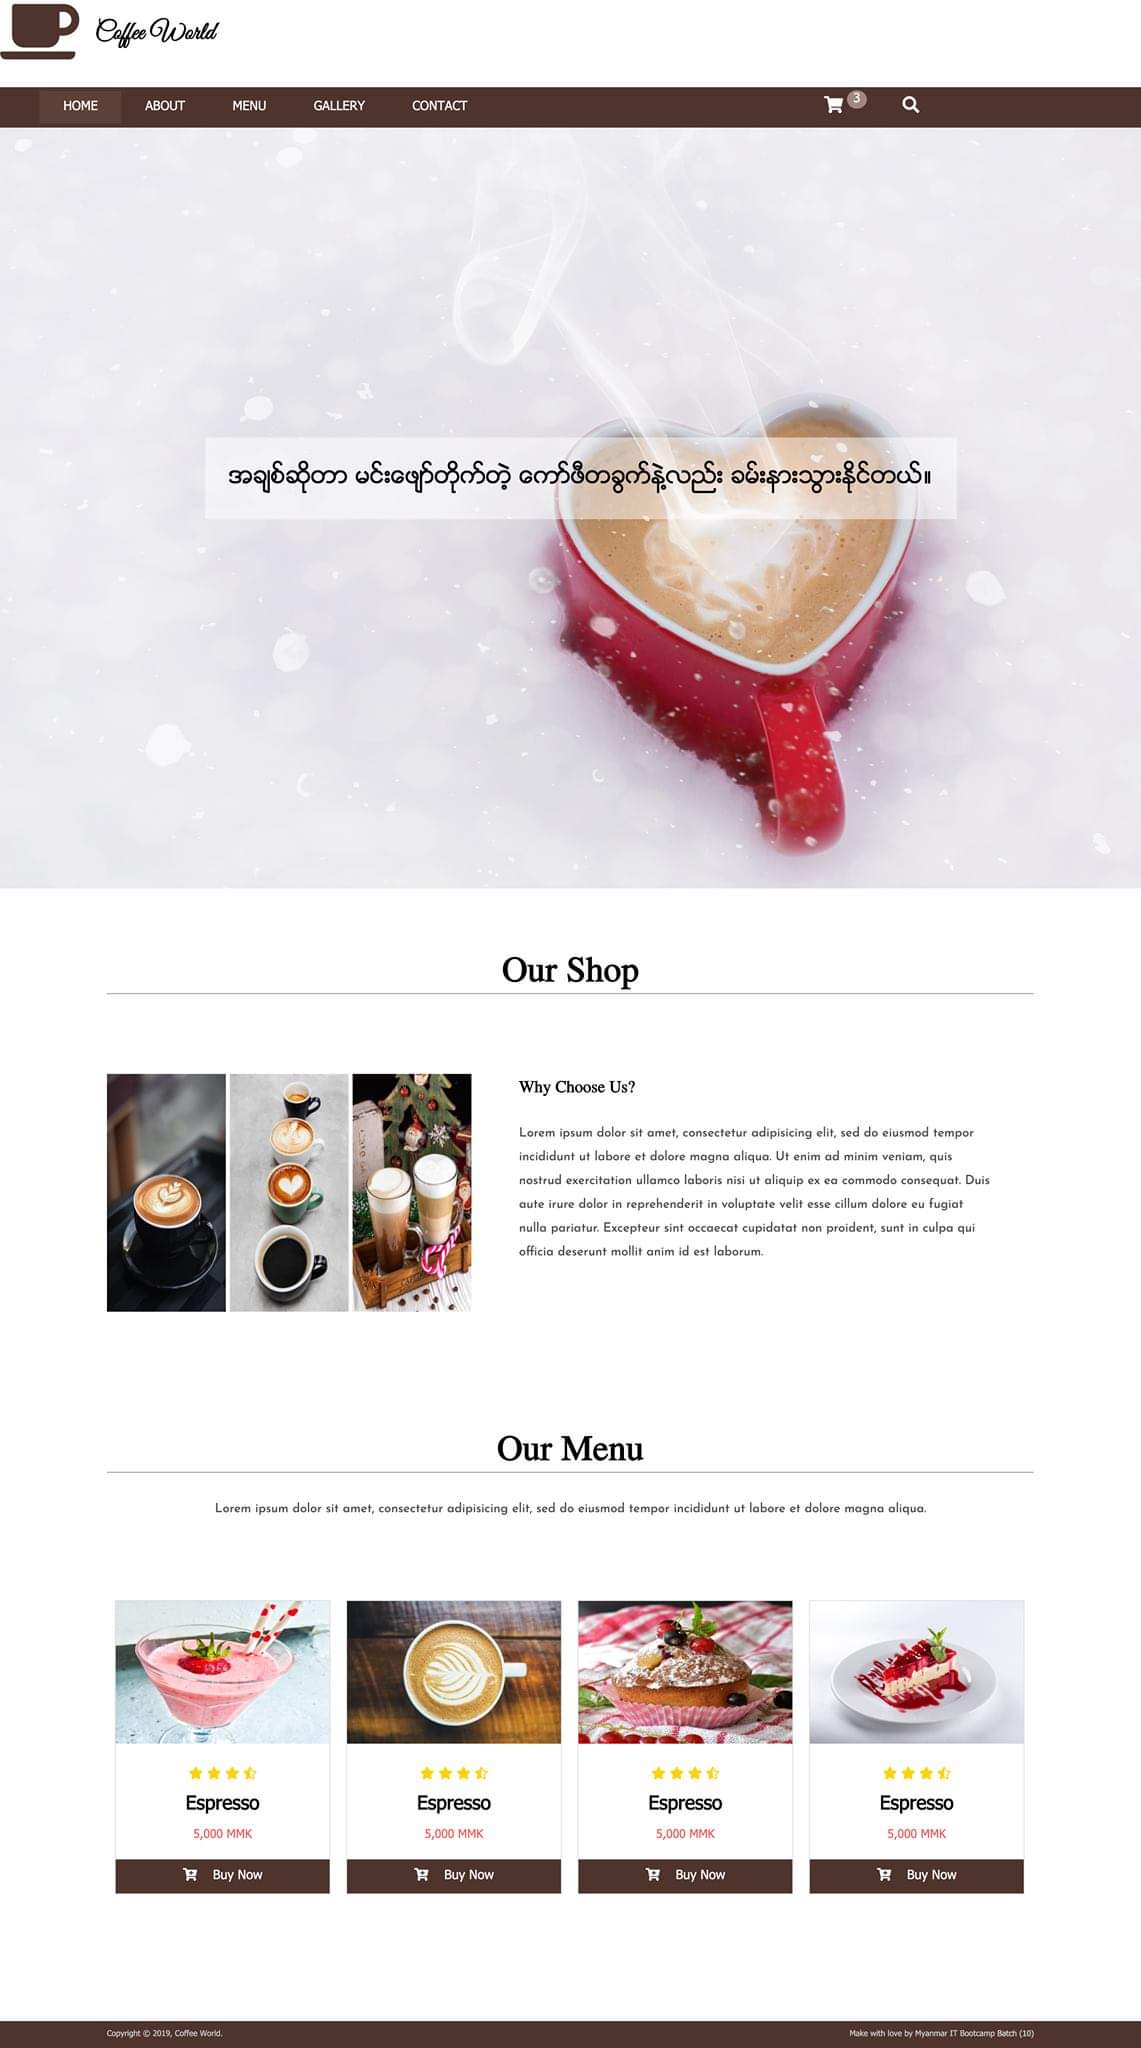 Coffee World
HOME ABOUT MENU GALLERY CONTACT 3
အချစ်ဆိုတာ မင်းဖျော်တိုက်တဲ့ ကော်ဖီတခွက်နဲ့လည်း ခမ်းနားသွားနိုင်တယ်။
Our Shop
Why Choose Us?
Lorem ipsum dolor sit amet, consectetur adipisicing elit, sed do eiusmod tempor
incididunt ut labore et dolore magna aliqua. Ut enim ad minim veniam, quis
nostrud exercitation ullamco laboris nisi ut aliquip ex ea commodo consequat. Duis
aute irure dolor in reprehenderit in voluptate velit esse cillum dolore eu fugiat
nulla pariatur. Excepteur sint occaecat cupidatat non proident, sunt in culpa qui
officia deserunt mollit anim id est laborum.
Our Menu
Lorem ipsum dolor sit amet, consectetur adipisicing elit, sed do eiusmod tempor incididunt ut labore et dolore magna aliqua.
Espresso
5,000 MMK
Buy Now
Espresso
5,000 MMK
Buy Now
Espresso
5,000 MMK
Buy Now
Espresso
5,000 MMK
Buy Now
Copyright © 2019, Coffee World.
Make with love by Myanmar IT Bootcamp Batch (10)